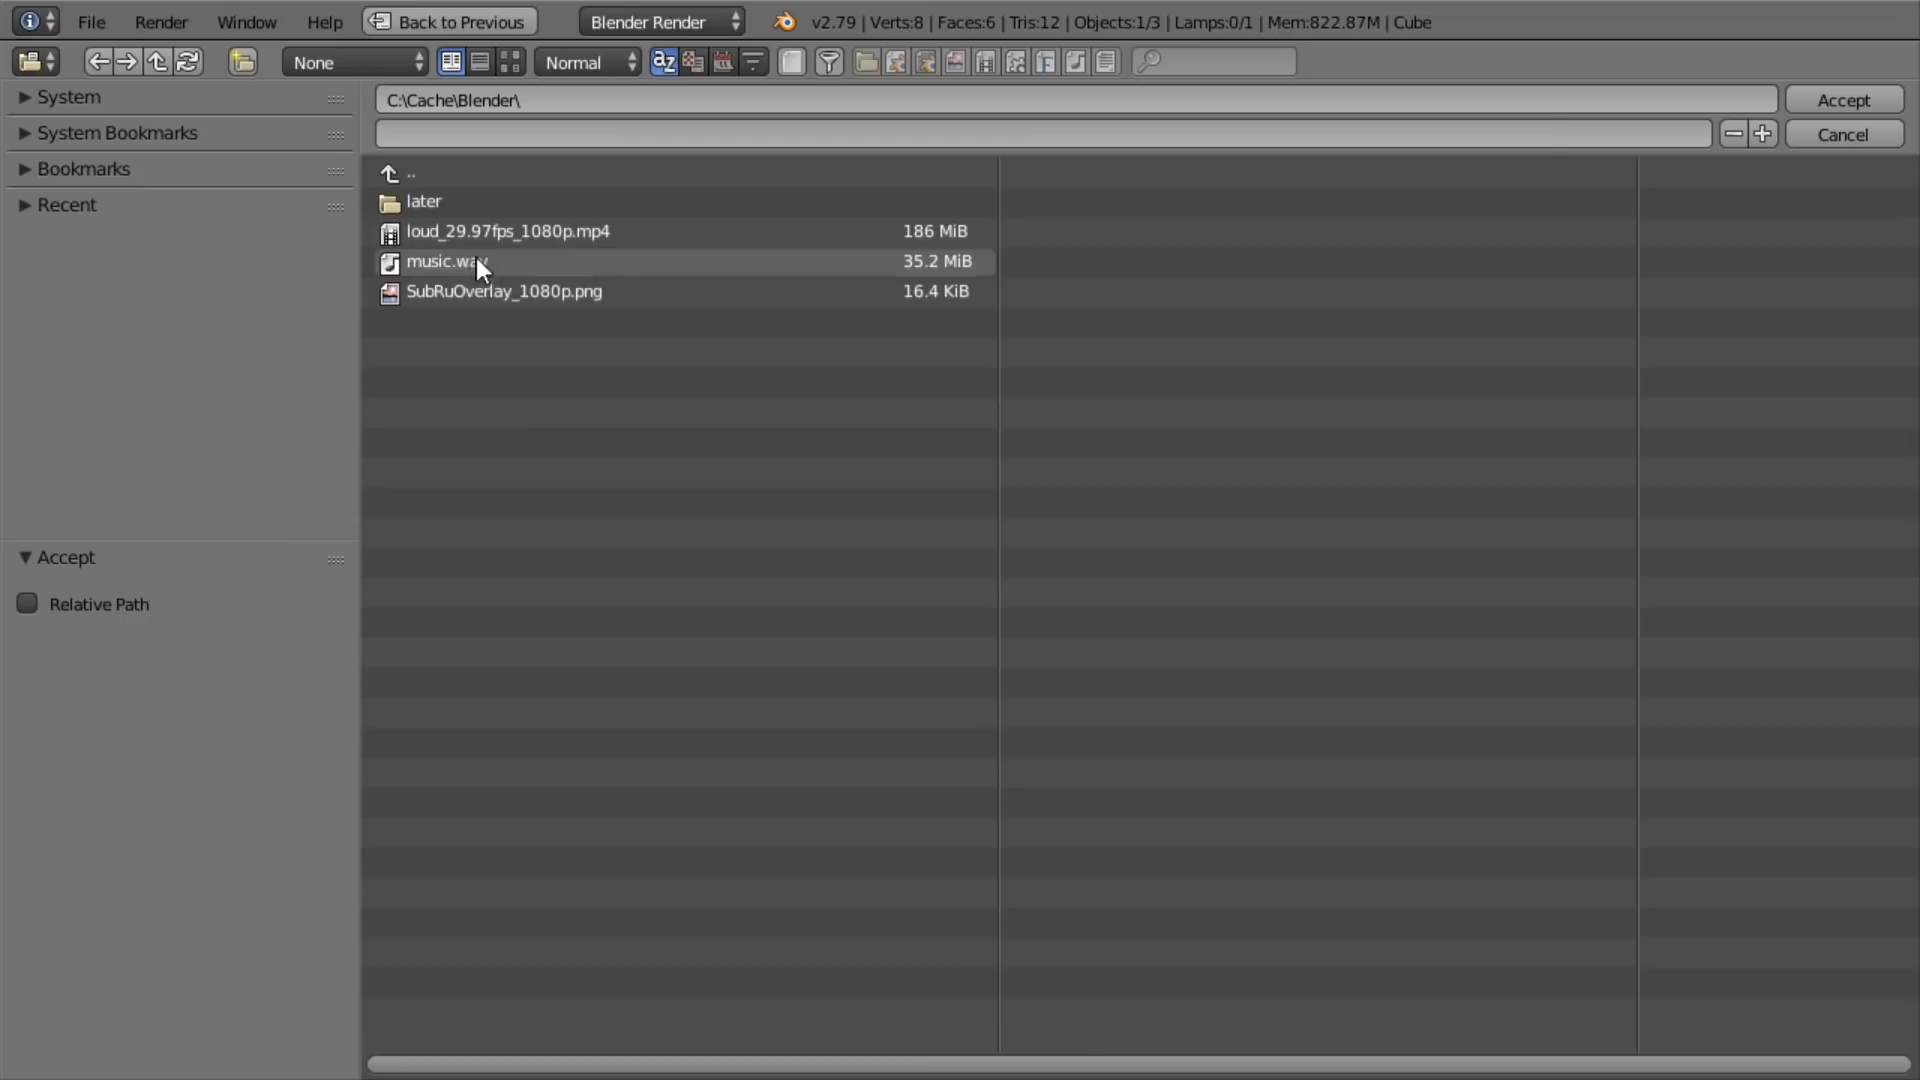 File Render Window Help Back to Previous Blender Render v2.79 | Verts:8 | Faces:6 | Tris:12 | Objects:1/3 | Lamps:0/1 | Mem:822.87M | Cube
None Normal
System
System Bookmarks
Bookmarks
Recent
Accept
Relative Path
C:\Cache\Blender\ Accept
Cancel
..
later
loud_29.97fps_1080p.mp4 186 MiB
music.wav 35.2 MiB
SubRuOverlay_1080p.png 16.4 KiB